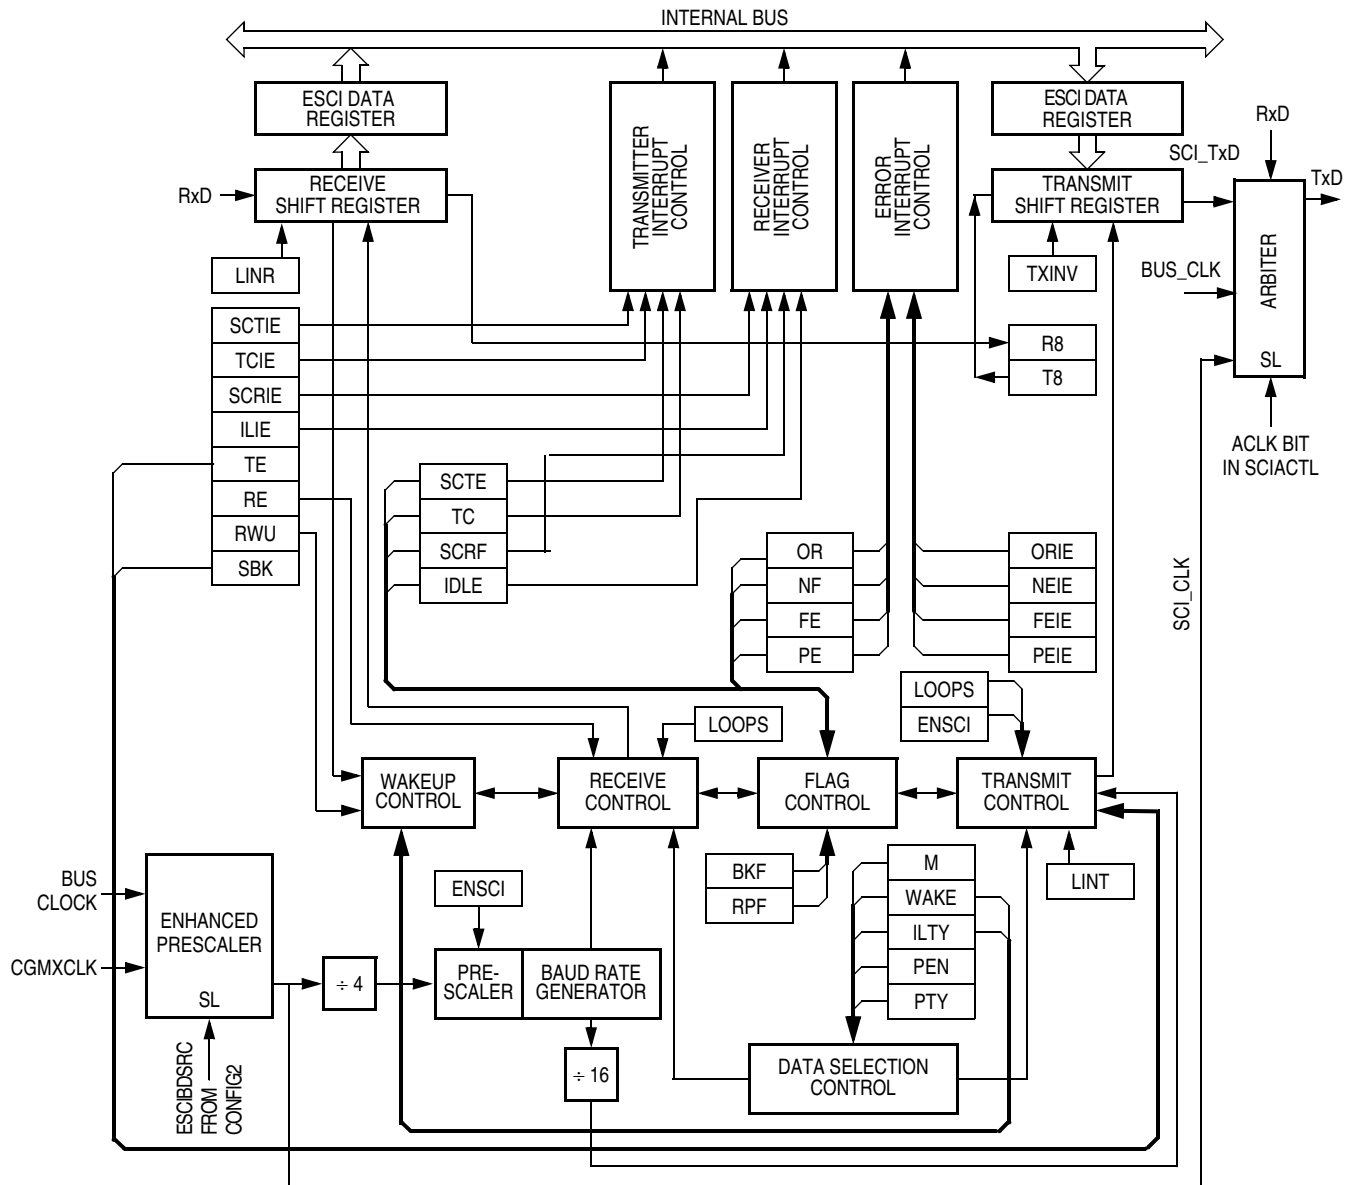 INTERNAL BUS
ESCI DATA
REGISTER
RECEIVE
SHIFT REGISTER
RxD
LINR
TRANSMITTER
INTERRUPT
CONTROL
RECEIVER
INTERRUPT
CONTROL
ERROR
INTERRUPT
CONTROL
ESCI DATA
REGISTER
TRANSMIT
SHIFT REGISTER
TXINV
SCI_TxD
RxD
TxD
BUS_CLK
ARBITER
SL
ACLK BIT
IN SCIACTL
R8
T8
SCTIE
TCIE
SCRIE
ILIE
TE
RE
RWU
SBK
SCTE
TC
SCRF
IDLE
OR
NF
FE
PE
ORIE
NEIE
FEIE
PEIE
SCI_CLK
LOOPS
LOOPS
ENSCI
WAKEUP
CONTROL
RECEIVE
CONTROL
FLAG
CONTROL
TRANSMIT
CONTROL
BKF
RPF
M
WAKE
ILTY
PEN
PTY
LINT
BUS
CLOCK
CGMXCLK
ENHANCED
PRESCALER
SL
ESCIBDSRC
FROM
CONFIG2
÷ 4
ENSCI
PRE-
SCALER
BAUD RATE
GENERATOR
÷ 16
DATA SELECTION
CONTROL